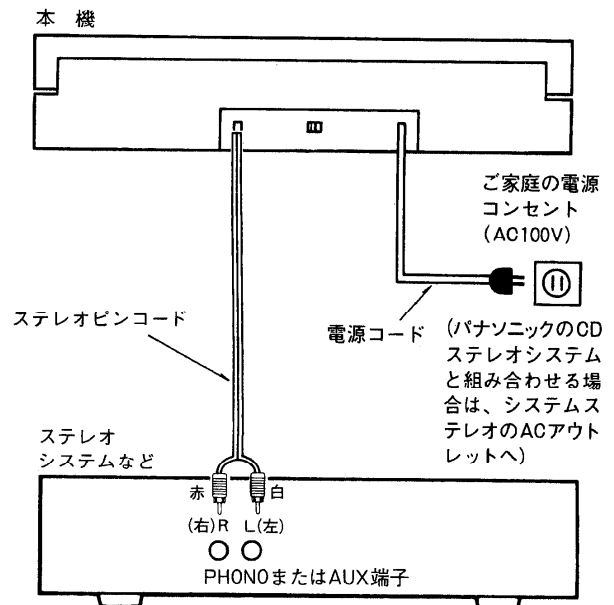 本 機
ご家庭の電源
コンセント
(AC100V)
ステレオピンコード
電源コード
(パナソニックのCD
ステレオシステム
と組み合わせる場
合は、システムス
テレオのACアウト
レットへ)
ステレオ
システムなど
赤 白
(右)R L(左)
PHONOまたはAUX端子